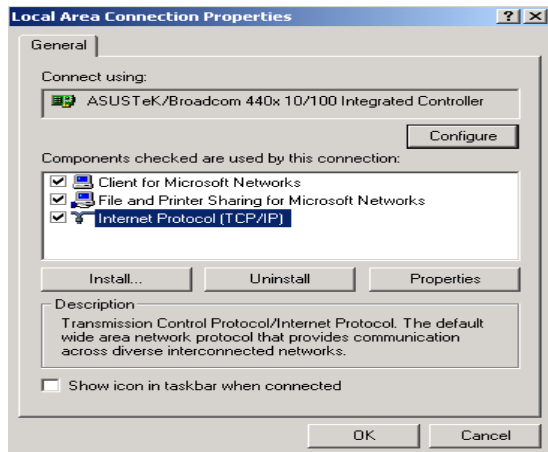 Local Area Connection Properties
General
Connect using:
ASUSTeK/Broadcom 440x 10/100 Integrated Controller
Configure
Components checked are used by this connection:
Client for Microsoft Networks
File and Printer Sharing for Microsoft Networks
Internet Protocol (TCP/IP)
Install... Uninstall Properties
Description
Transmission Control Protocol/Internet Protocol. The default
wide area network protocol that provides communication
across diverse interconnected networks.
Show icon in taskbar when connected
OK Cancel